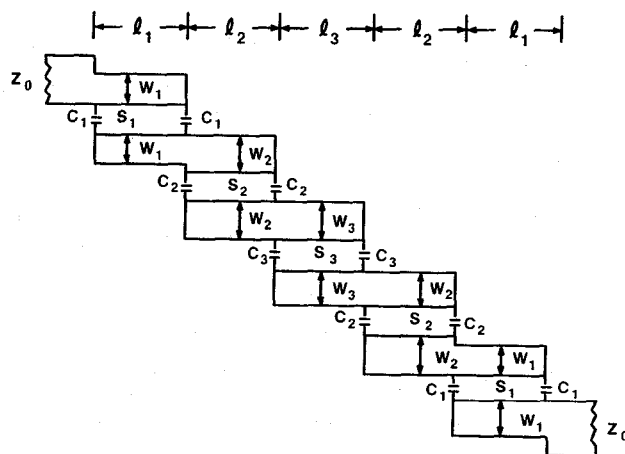 ℓ1 ℓ2 ℓ3 ℓ2 ℓ1
Z0 W1
C1 S1 C1
W1 W2
C2 S2 C2
W2 W3
C3 S3 C3
W3 W2
C2 S2 C2
W2 W1
C1 S1 C1
W1 Z0